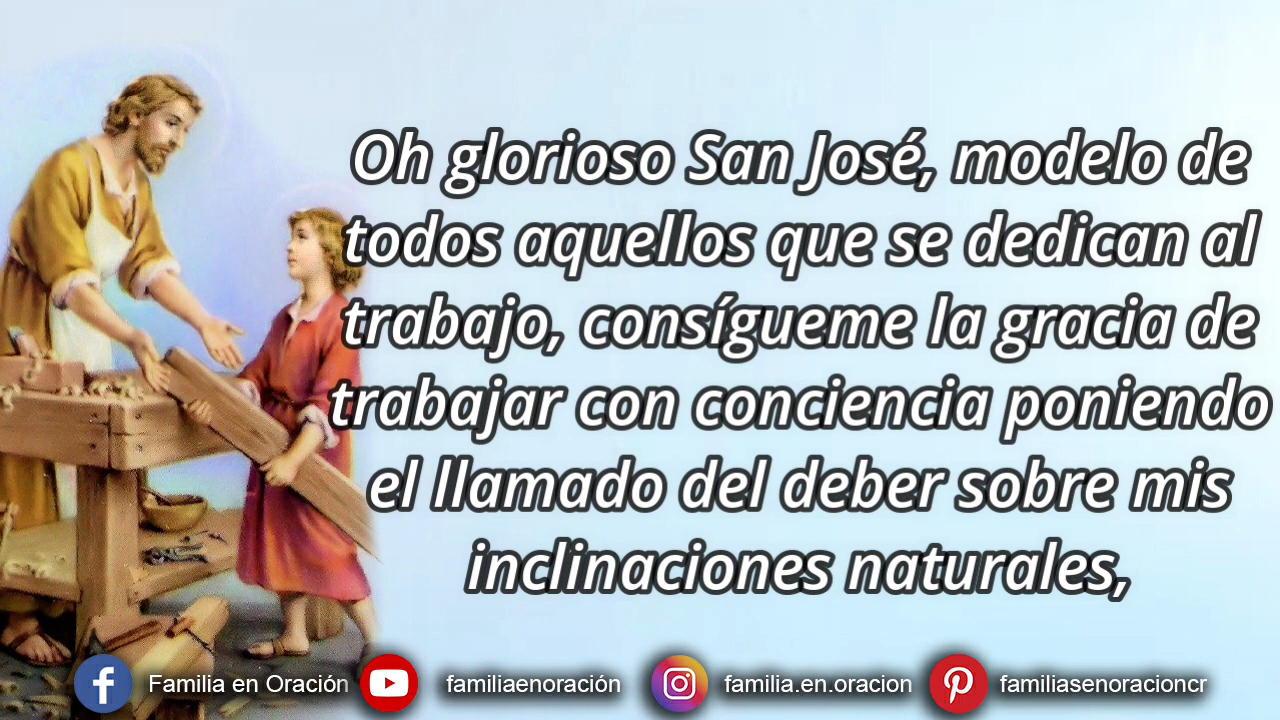 Oh glorioso San José, modelo de
todos aquellos que se dedican al
trabajo, consígueme la gracia de
trabajar con conciencia poniendo
el llamado del deber sobre mis
inclinaciones naturales,
Familia en Oración familiaenoración familia.en.oracion familiasenoracioncr